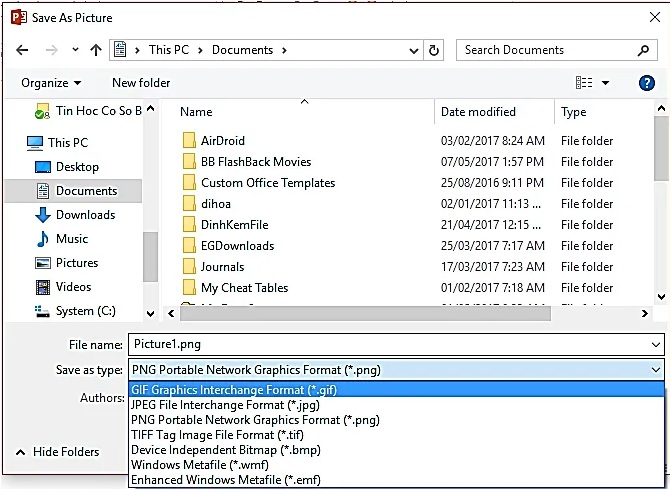 Save As Picture
This PC > Documents >
Search Documents
Organize
New folder
Tin Hoc Co So B
This PC
Desktop
Documents
Downloads
Music
Pictures
Videos
System (C:)
Name Date modified Type
AirDroid 03/02/2017 8:24 AM File folder
BB FlashBack Movies 07/05/2017 1:57 PM File folder
Custom Office Templates 25/08/2016 9:11 PM File folder
dihoa 02/01/2017 11:13 ... File folder
DinhKemFile 21/04/2017 12:15 ... File folder
EGDownloads 25/03/2017 7:17 AM File folder
Journals 17/03/2017 7:23 AM File folder
My Cheat Tables 01/02/2017 7:18 AM File folder
File name: Picture1.png
Save as type: PNG Portable Network Graphics Format (*.png)
Authors:
GIF Graphics Interchange Format (*.gif)
JPEG File Interchange Format (*.jpg)
PNG Portable Network Graphics Format (*.png)
TIFF Tag Image File Format (*.tif)
Device Independent Bitmap (*.bmp)
Windows Metafile (*.wmf)
Enhanced Windows Metafile (*.emf)
Hide Folders